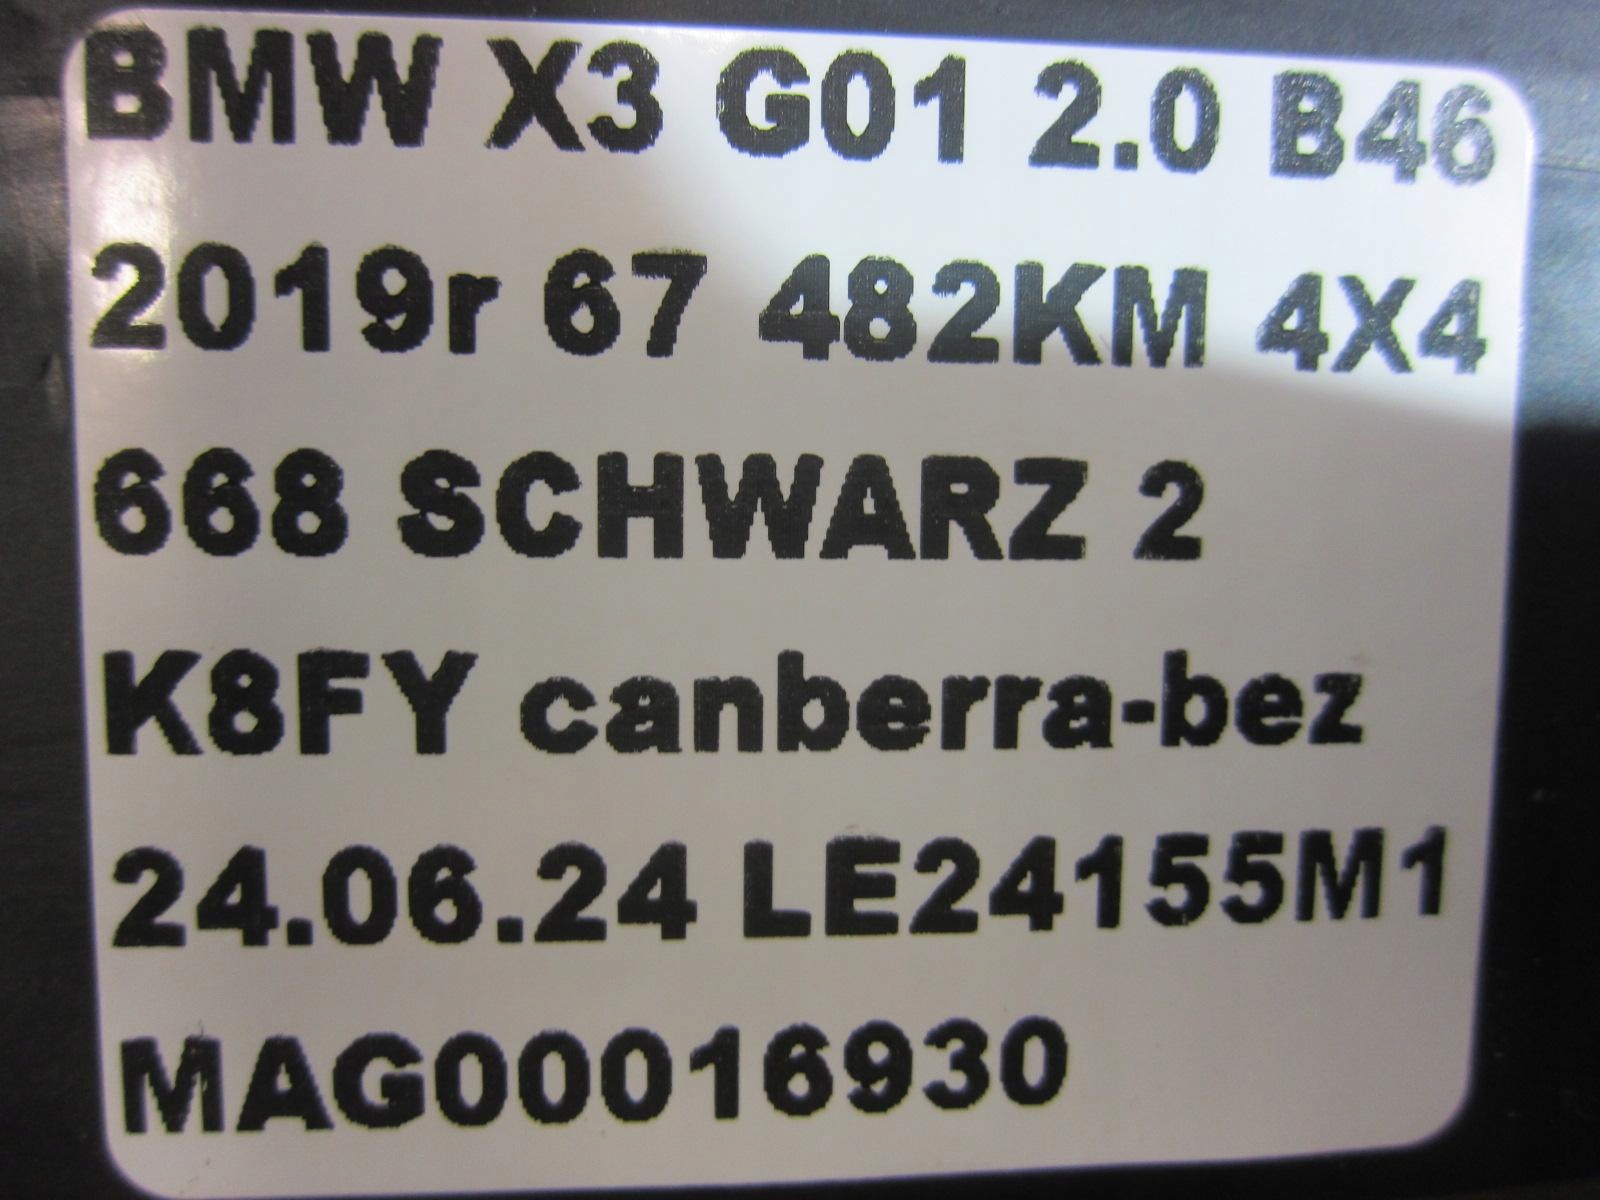 BMW X3 G01 2.0 B46
2019r 67 482KM 4X4
668 SCHWARZ 2
K8FY canberra-bez
24.06.24 LE24155M1
MAG00016930